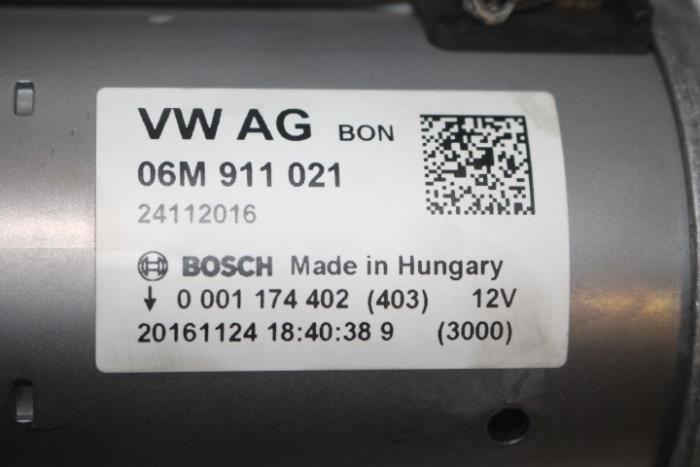 VW AG BON
06M 911 021
24112016
BOSCH Made in Hungary
↓ 0 001 174 402 (403) 12V
20161124 18:40:38 9 (3000)